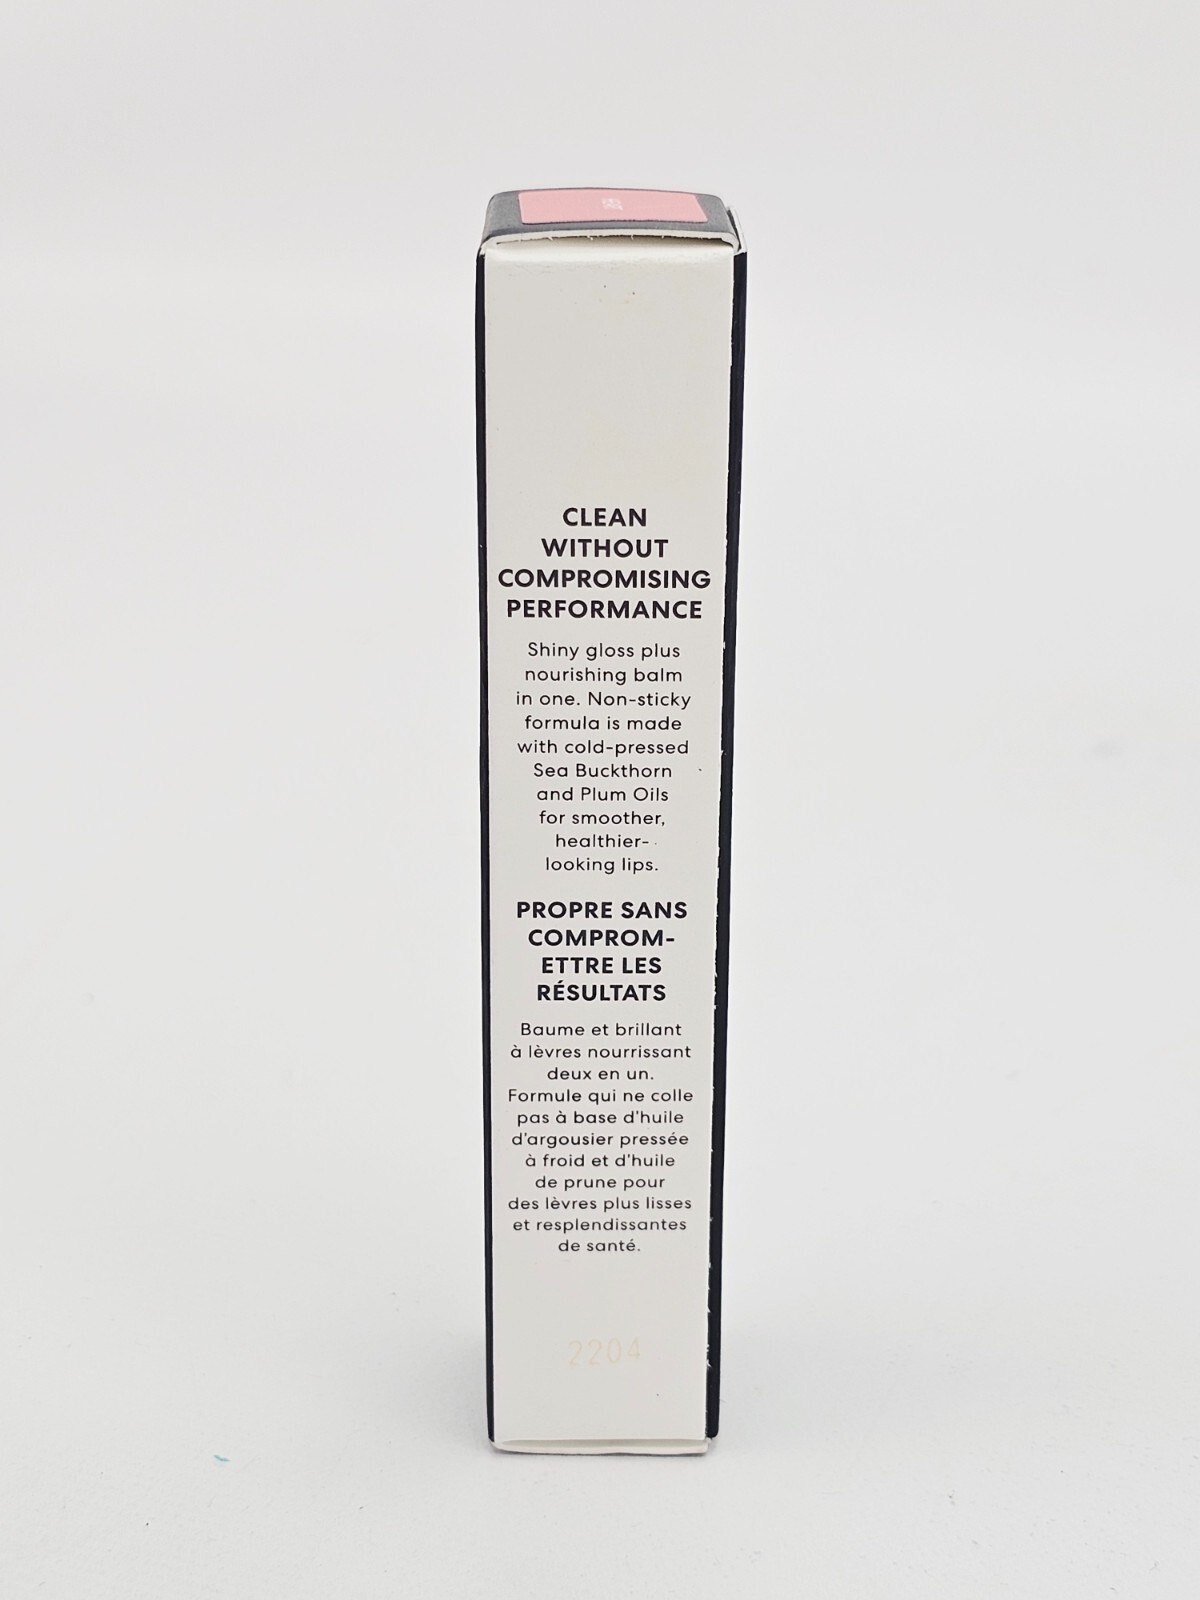 CLEAN
WITHOUT
COMPROMISING
PERFORMANCE
Shiny gloss plus
nourishing balm
in one. Non-sticky
formula is made
with cold-pressed
Sea Buckthorn
and Plum Oils
for smoother,
healthier-
looking lips.
PROPRE SANS
COMPROM-
ETTRE LES
RÉSULTATS
Baume et brillant
à lèvres nourrissant
deux en un.
Formule qui ne colle
pas à base d'huile
d'argousier pressée
à froid et d'huile
de prune pour
des lèvres plus lisses
et resplendissantes
de santé.
2204